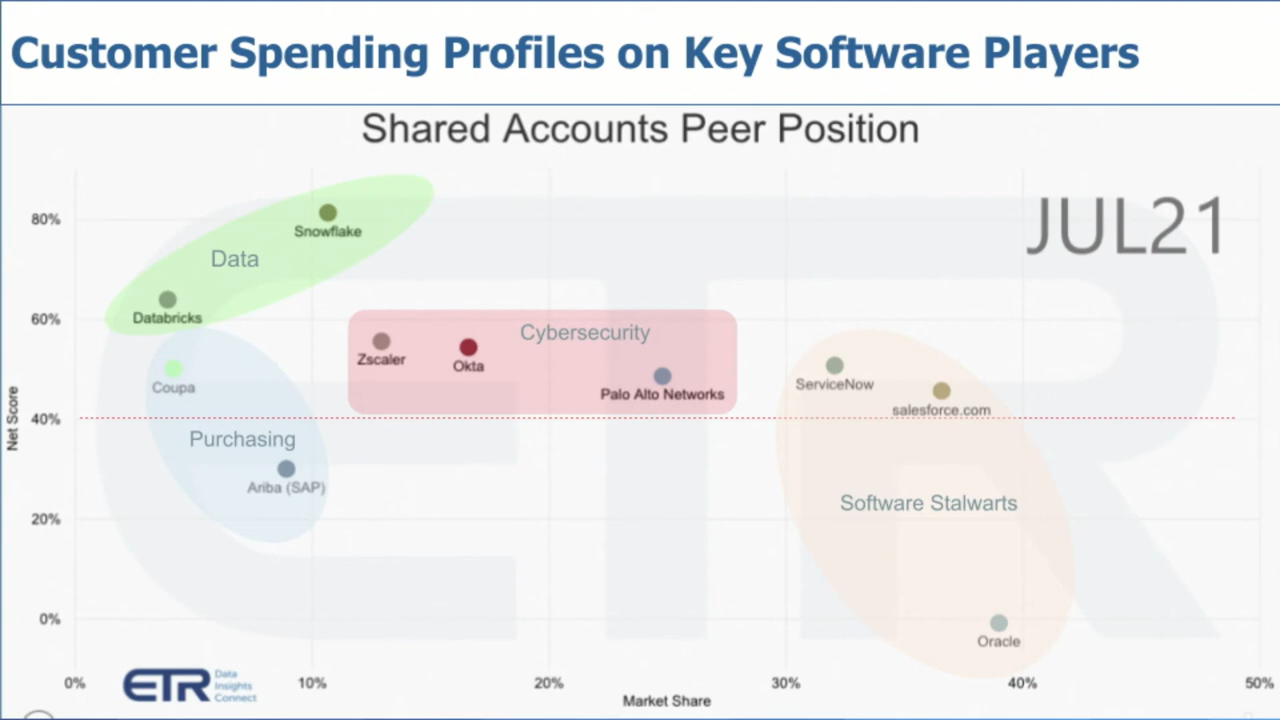 Customer Spending Profiles on Key Software Players
Shared Accounts Peer Position
JUL21
80%
Snowflake
Data
60%
Databricks
Cybersecurity
Zscaler
Okta
Palo Alto Networks
Coupa
ServiceNow
salesforce.com
Net Score
40%
Purchasing
Ariba (SAP)
Software Stalwarts
20%
0%
Oracle
ETR
Data
Insights
Connect
0%
10%
20%
30%
40%
50%
Market Share